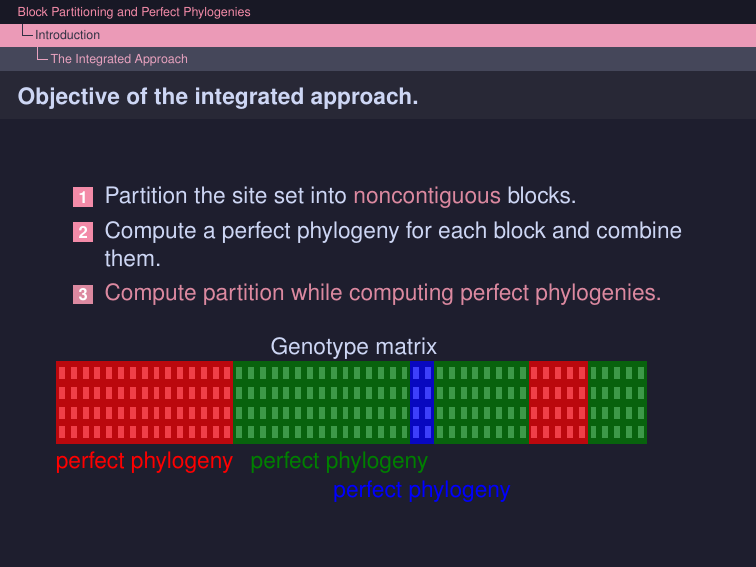 Block Partitioning and Perfect Phylogenies
Introduction
The Integrated Approach
Objective of the integrated approach.
1 Partition the site set into noncontiguous blocks.
2 Compute a perfect phylogeny for each block and combine
them.
3 Compute partition while computing perfect phylogenies.
Genotype matrix
perfect phylogeny perfect phylogeny
perfect phylogeny